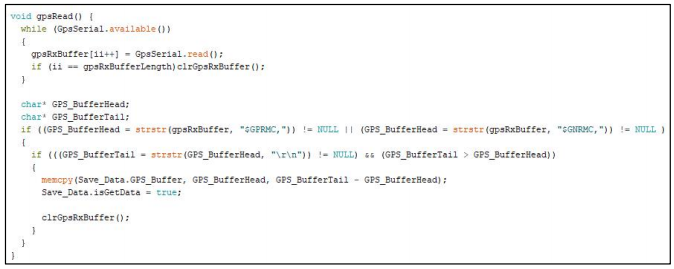 void gpsRead() {
  while (GpsSerial.available())
  {
    gpsRxBuffer[ii++] = GpsSerial.read();
    if (ii == gpsRxBufferLength)clrGpsRxBuffer();
  }

  char* GPS_BufferHead;
  char* GPS_BufferTail;
  if ((GPS_BufferHead = strstr(gpsRxBuffer, "$GPRMC,")) != NULL || (GPS_BufferHead = strstr(gpsRxBuffer, "$GNRMC,")) != NULL )
  {
    if (((GPS_BufferTail = strstr(GPS_BufferHead, "\r\n")) != NULL) && (GPS_BufferTail > GPS_BufferHead))
    {
      memcpy(Save_Data.GPS_Buffer, GPS_BufferHead, GPS_BufferTail - GPS_BufferHead);
      Save_Data.isGetData = true;

      clrGpsRxBuffer();
    }
  }
}